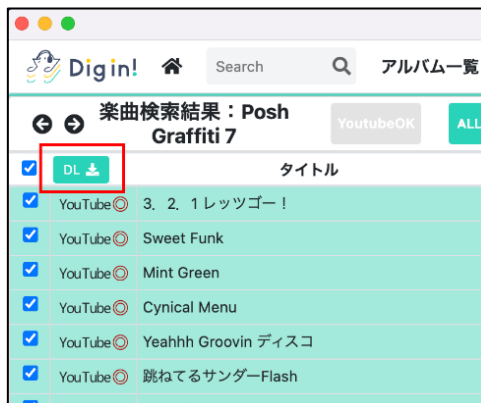 Dig in!
Search
アルバム一覧
楽曲検索結果：Posh
Graffiti 7
YoutubeOK
ALL
DL
タイトル
YouTube◎ 3．2．1レッツゴー！
YouTube◎ Sweet Funk
YouTube◎ Mint Green
YouTube◎ Cynical Menu
YouTube◎ Yeahhh Groovin ディスコ
YouTube◎ 跳ねてるサンダーFlash